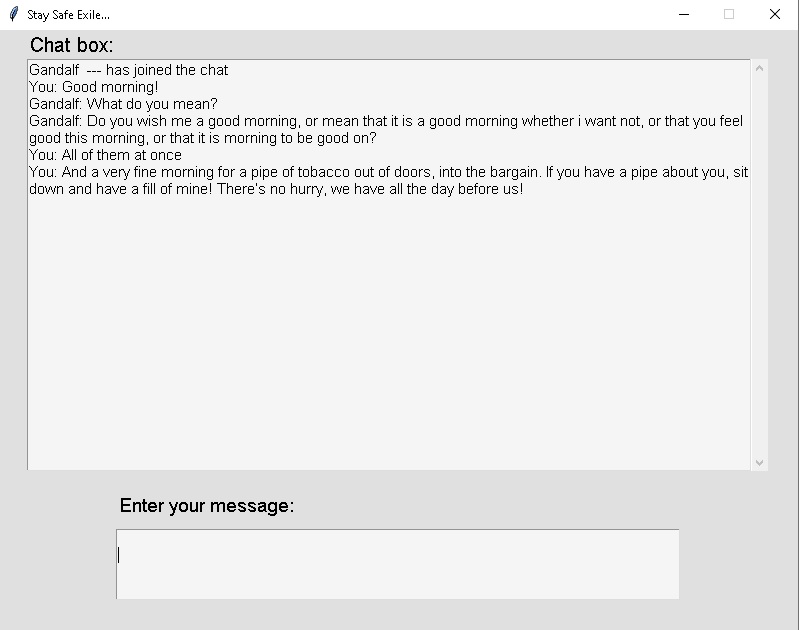 Stay Safe Exile...
Chat box:
Gandalf  --- has joined the chat
You: Good morning!
Gandalf: What do you mean?
Gandalf: Do you wish me a good morning, or mean that it is a good morning whether i want not, or that you feel
good this morning, or that it is morning to be good on?
You: All of them at once
You: And a very fine morning for a pipe of tobacco out of doors, into the bargain. If you have a pipe about you, sit
down and have a fill of mine! There's no hurry, we have all the day before us!
Enter your message: